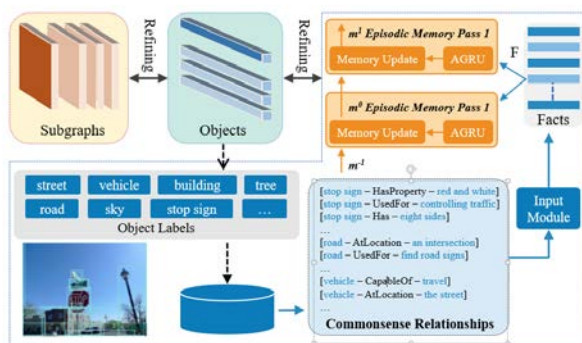 Refining
Refining
Subgraphs
Objects
m¹ Episodic Memory Pass 1
Memory Update
AGRU
m⁰ Episodic Memory Pass 1
Memory Update
AGRU
m⁻¹
F
Facts
Input
Module
street vehicle building tree
road sky stop sign ...
Object Labels
[stop sign – HasProperty – red and white]
[stop sign – UsedFor – controlling traffic]
[stop sign – Has – eight sides]
...
[road – AtLocation – an intersection]
[road – UsedFor – find road signs]
...
[vehicle – CapableOf – travel]
[vehicle – AtLocation – the street]
...
Commonsense Relationships